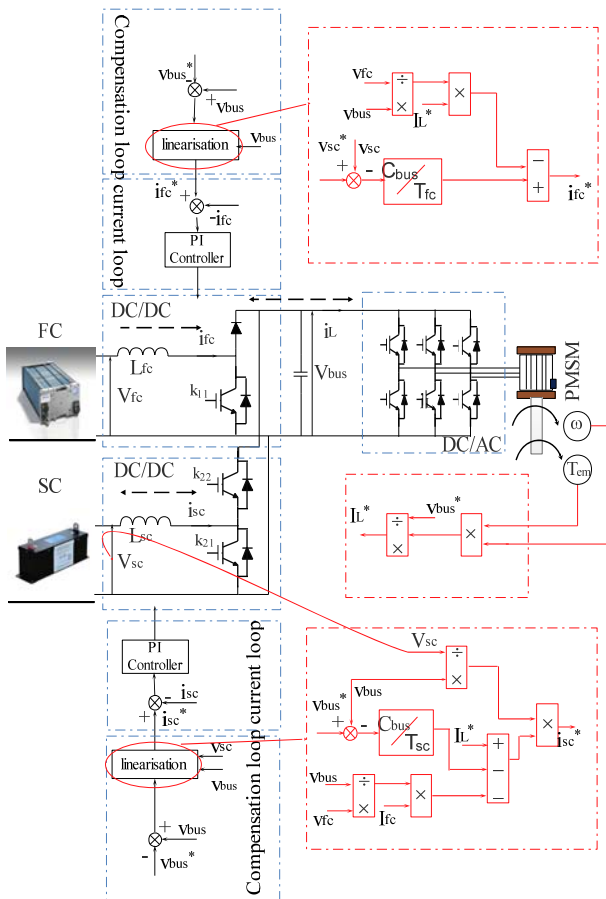 Compensation loop current loop
Vbus*
-
+
Vbus
linearisation
Vbus
ifc*
+
-ifc
PI
Controller
Vfc
÷
×
Vbus
IL*
×
Vsc*
Vsc
+
-
Cbus
Tfc
−
+
ifc*
FC
DC/DC
ifc
Lfc
Vfc
k11
iL
Vbus
DC/AC
PMSM
ω
Tem
SC
DC/DC
isc
Lsc
Vsc
k22
k21
IL*
÷
×
Vbus*
×
PI
Controller
-
isc
+
isc*
linearisation
Vsc
Vbus
+
Vbus
-
Vbus*
Compensation loop current loop
Vsc
÷
×
Vbus*
Vbus
+
-
Cbus
Tsc
IL*
+
−
−
×
isc*
Vbus
÷
×
Vfc
Ifc
×